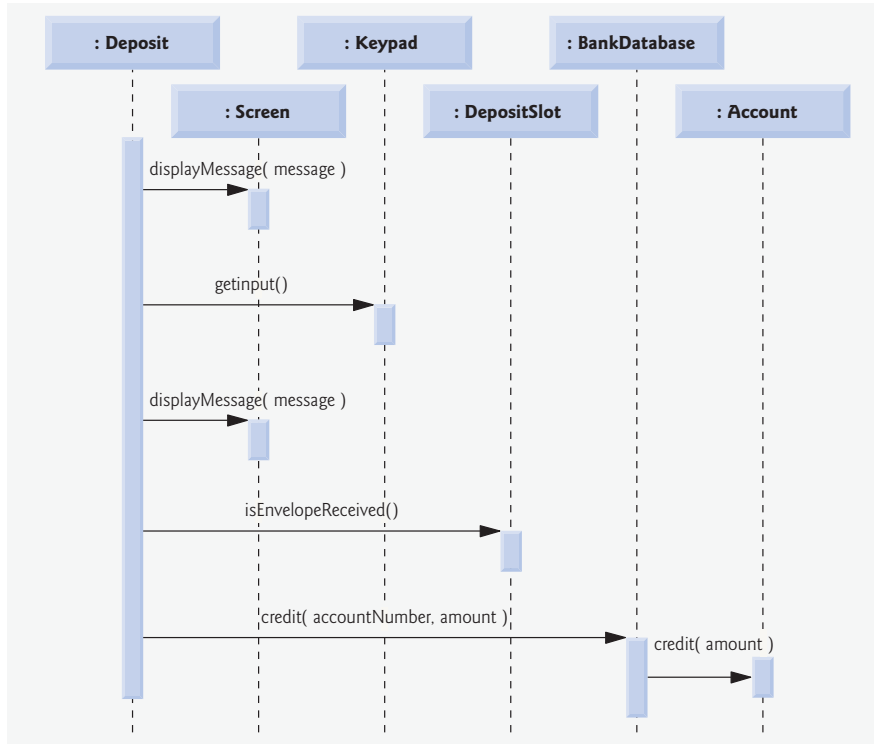 : Deposit
: Keypad
: BankDatabase
: Screen
: DepositSlot
: Account
displayMessage( message )
getinput()
displayMessage( message )
isEnvelopeReceived()
credit( accountNumber, amount )
credit( amount )